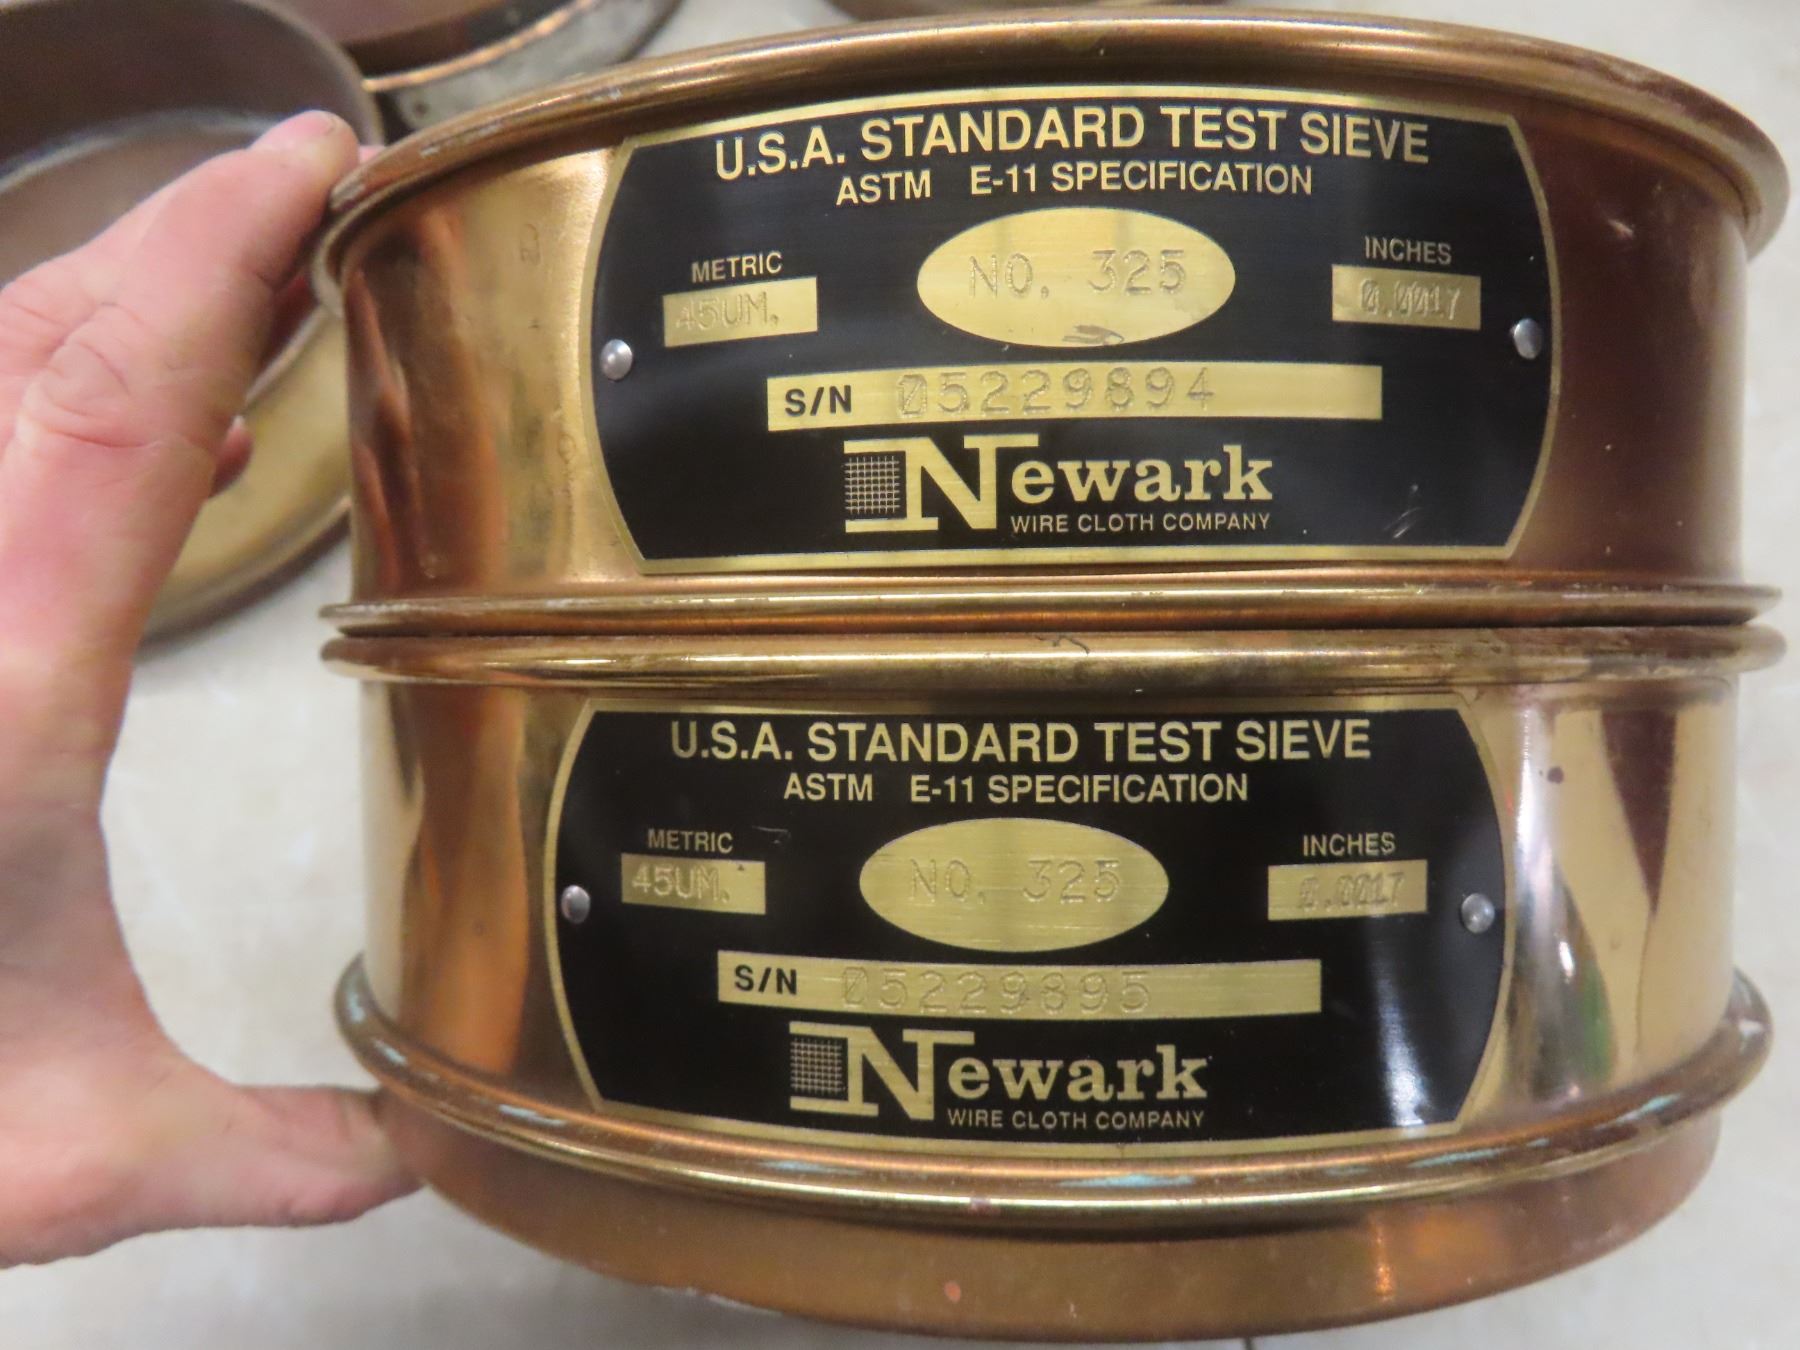 U.S.A. STANDARD TEST SIEVE
ASTM E-11 SPECIFICATION
METRIC
45UM.
NO. 325
INCHES
0.0017
S/N 05229894
Newark
WIRE CLOTH COMPANY
U.S.A. STANDARD TEST SIEVE
ASTM E-11 SPECIFICATION
METRIC
45UM.
NO. 325
INCHES
0.0017
S/N 05229895
Newark
WIRE CLOTH COMPANY